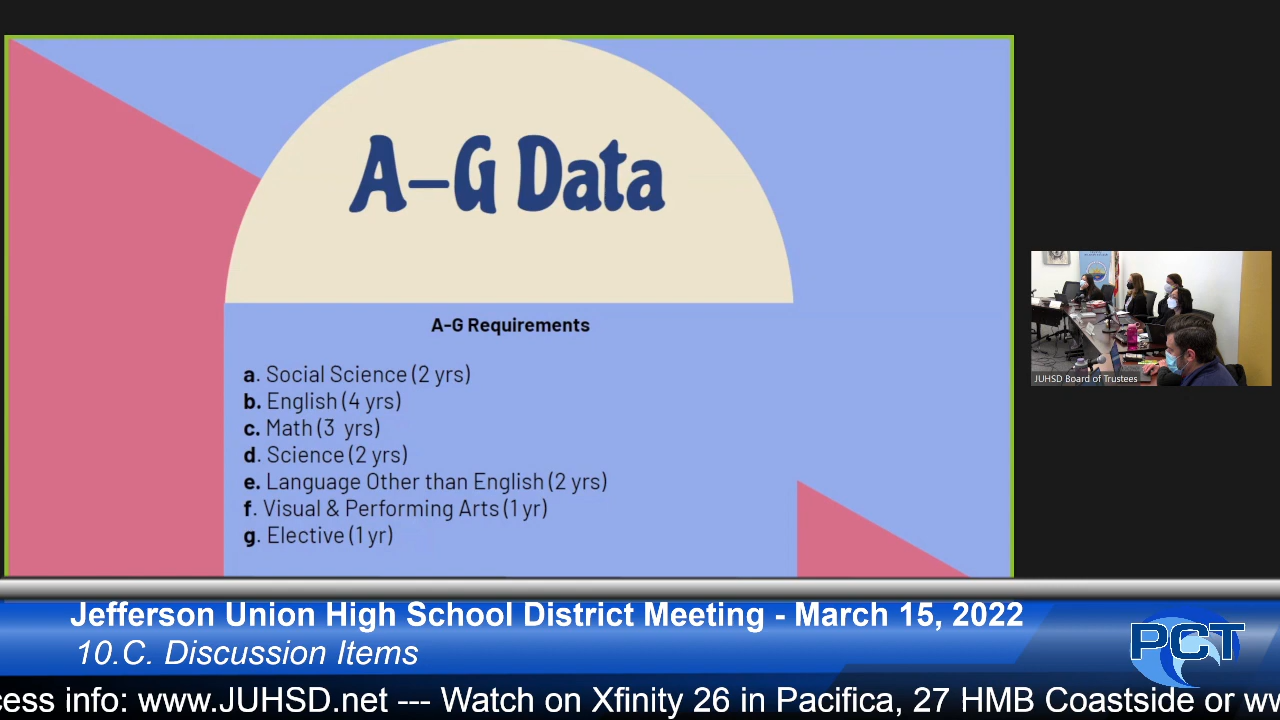 A–G Data
A-G Requirements
a. Social Science (2 yrs)
b. English (4 yrs)
c. Math (3 yrs)
d. Science (2 yrs)
e. Language Other than English (2 yrs)
f. Visual & Performing Arts (1 yr)
g. Elective (1 yr)
JUHSD Board of Trustees
Jefferson Union High School District Meeting - March 15, 2022
10.C. Discussion Items
PCT
cess info: www.JUHSD.net --- Watch on Xfinity 26 in Pacifica, 27 HMB Coastside or ww